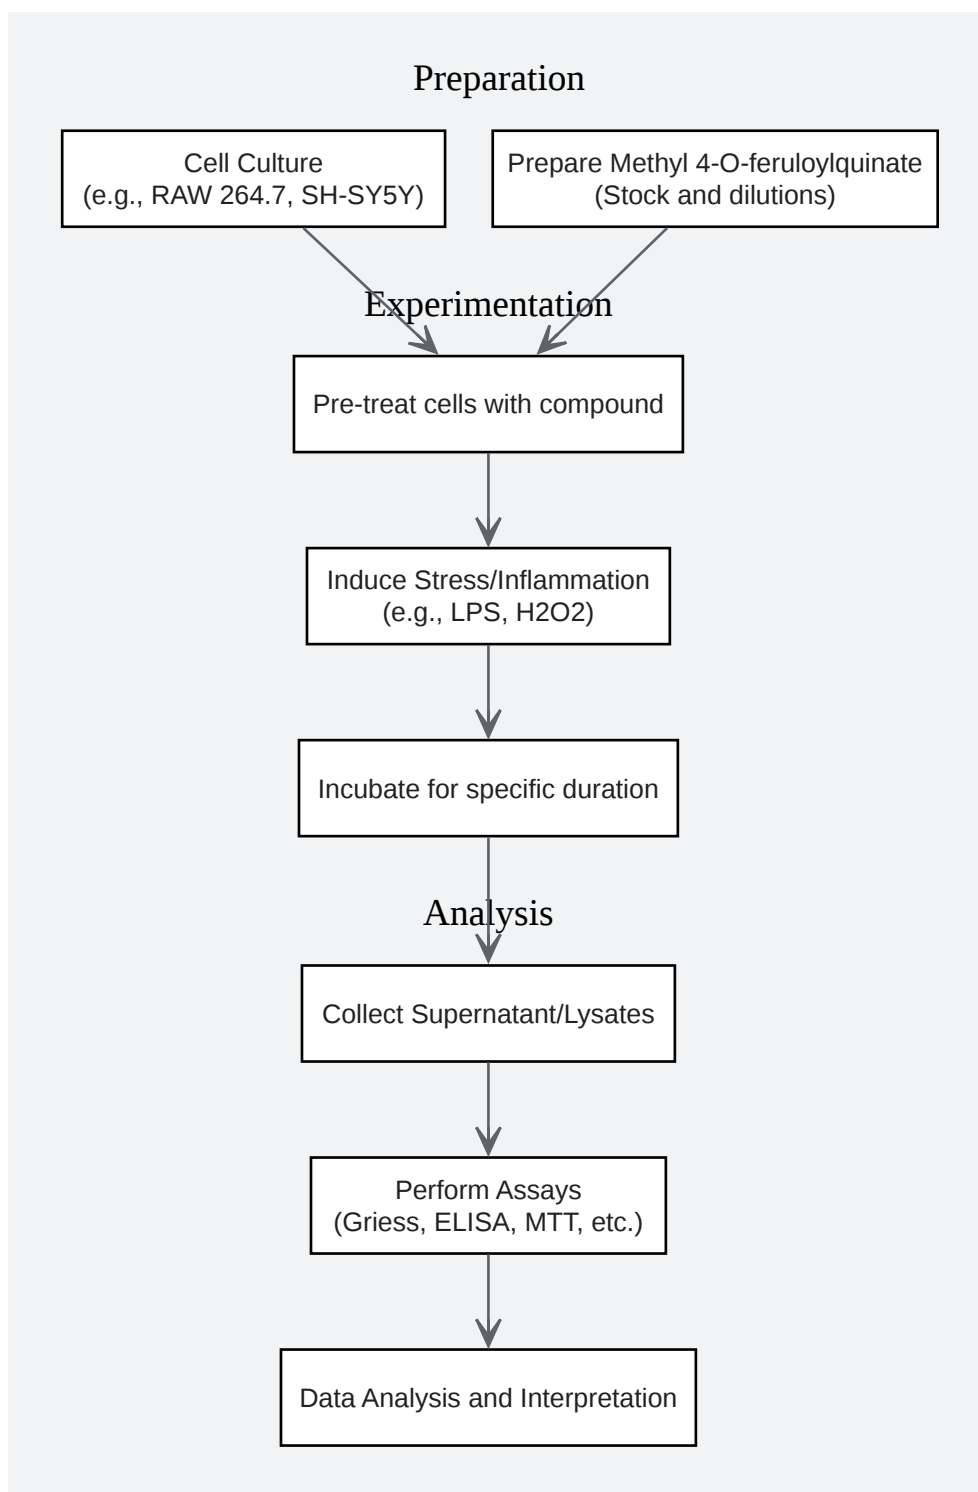 Preparation
Cell Culture
(e.g., RAW 264.7, SH-SY5Y)
Prepare Methyl 4-O-feruloylquinate
(Stock and dilutions)
Experimentation
Pre-treat cells with compound
Induce Stress/Inflammation
(e.g., LPS, H2O2)
Incubate for specific duration
Analysis
Collect Supernatant/Lysates
Perform Assays
(Griess, ELISA, MTT, etc.)
Data Analysis and Interpretation